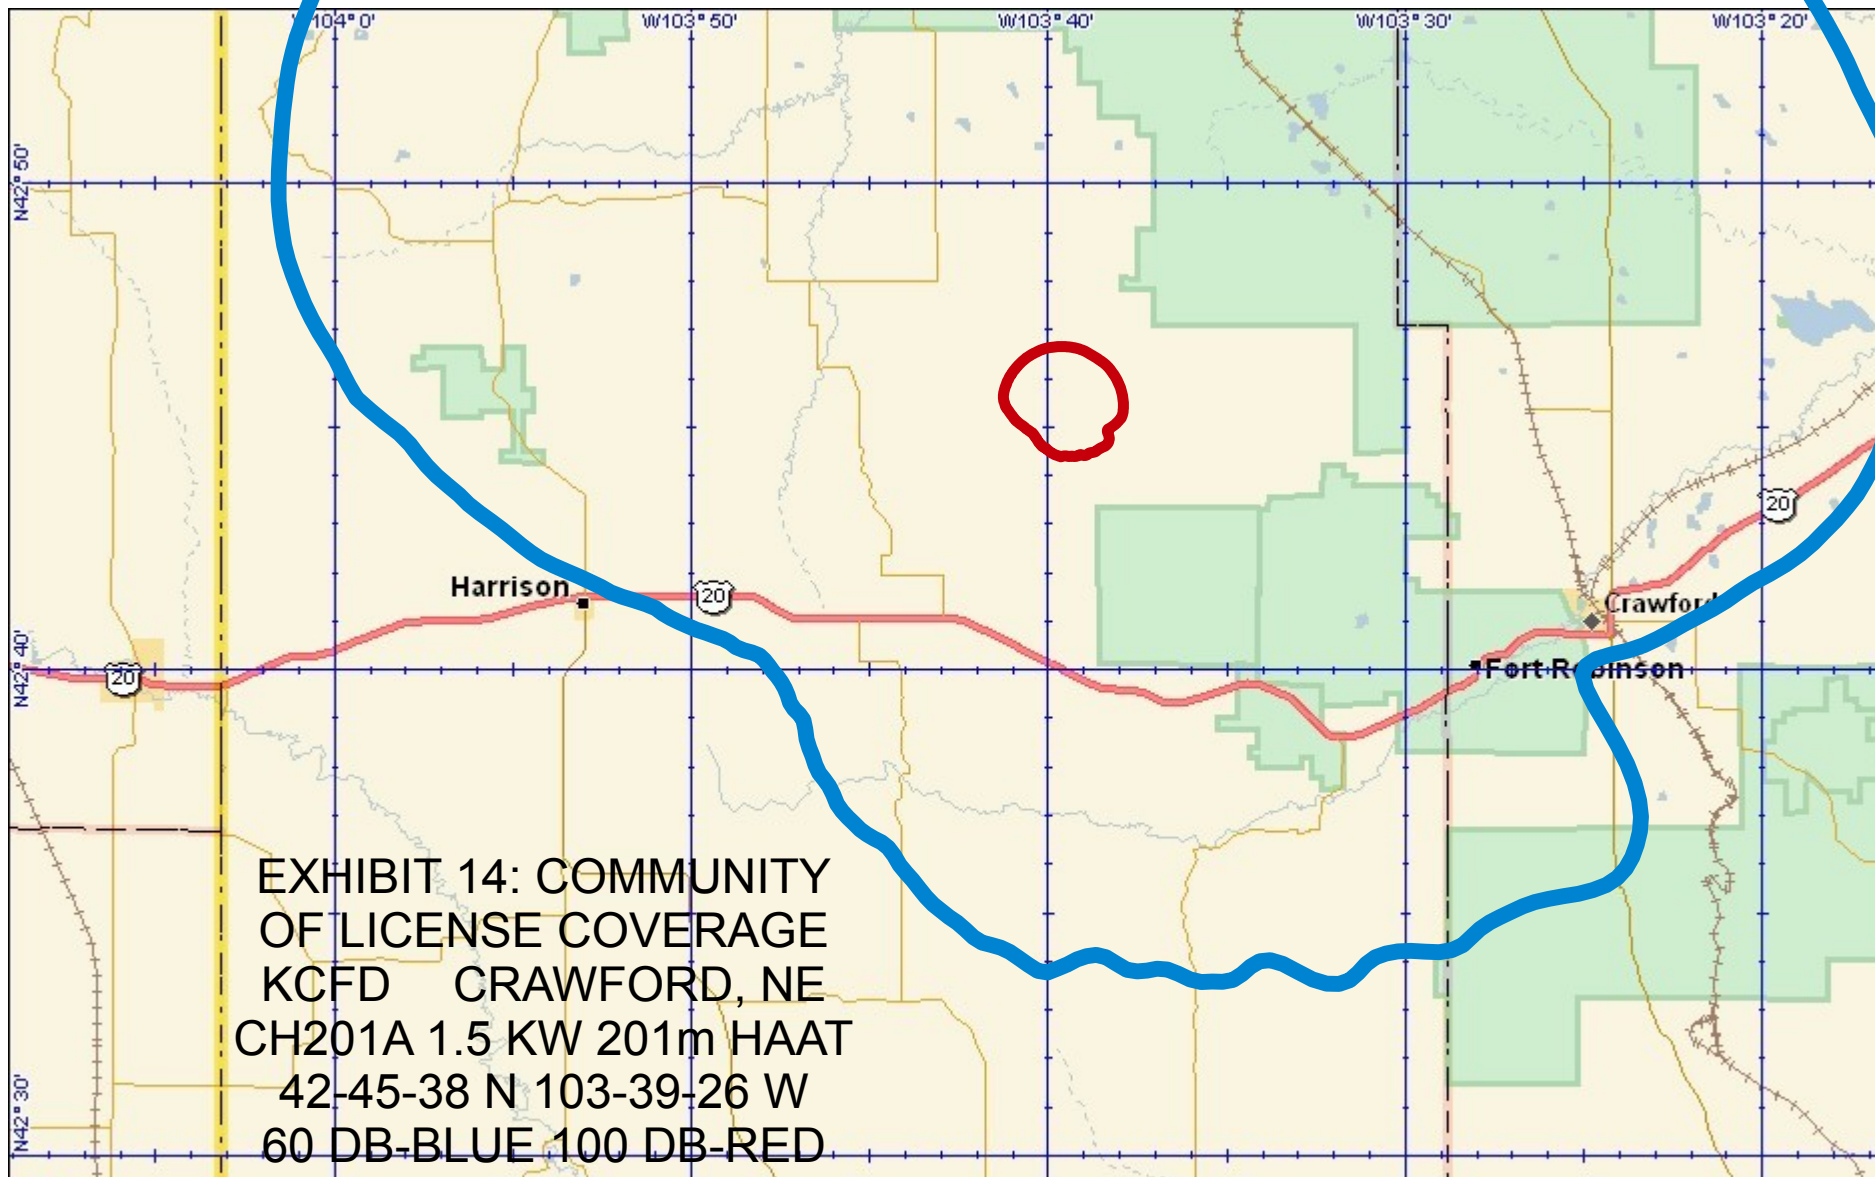 W104°0'
W103°50'
W103°40'
W103°30'
W103°20'
N42°50'
20
Harrison
20
Crawford
N42°40'
20
Fort Robinson
EXHIBIT 14: COMMUNITY
OF LICENSE COVERAGE
KCFD CRAWFORD, NE
CH201A 1.5 KW 201m HAAT
42-45-38 N 103-39-26 W
60 DB-BLUE 100 DB-RED
N42°30'